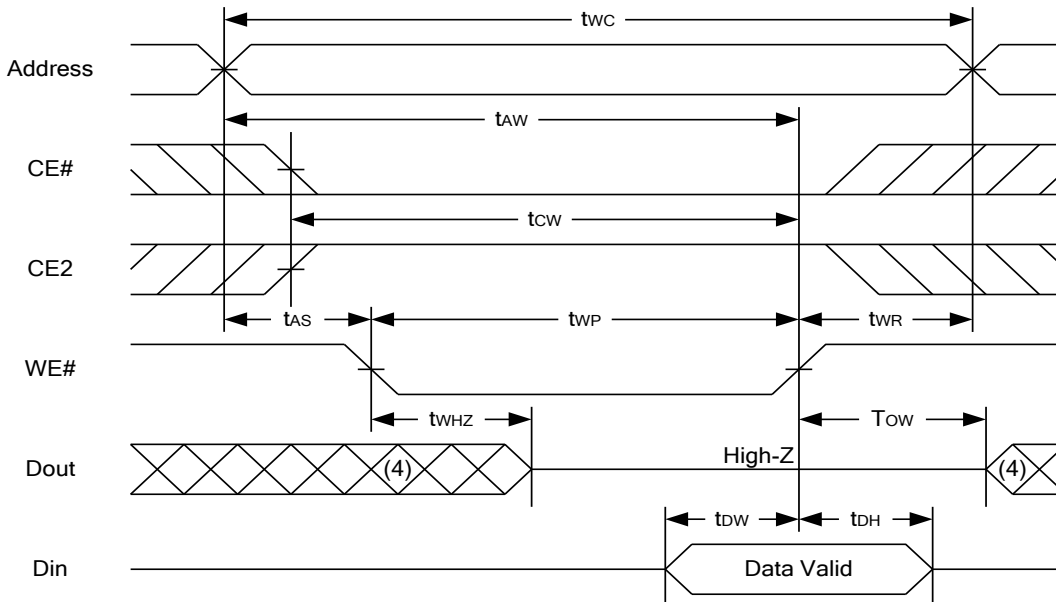 tWC
Address
tAW
CE#
tCW
CE2
tAS tWP tWR
WE#
tWHZ TOW
Dout (4) High-Z (4)
tDW tDH
Din Data Valid